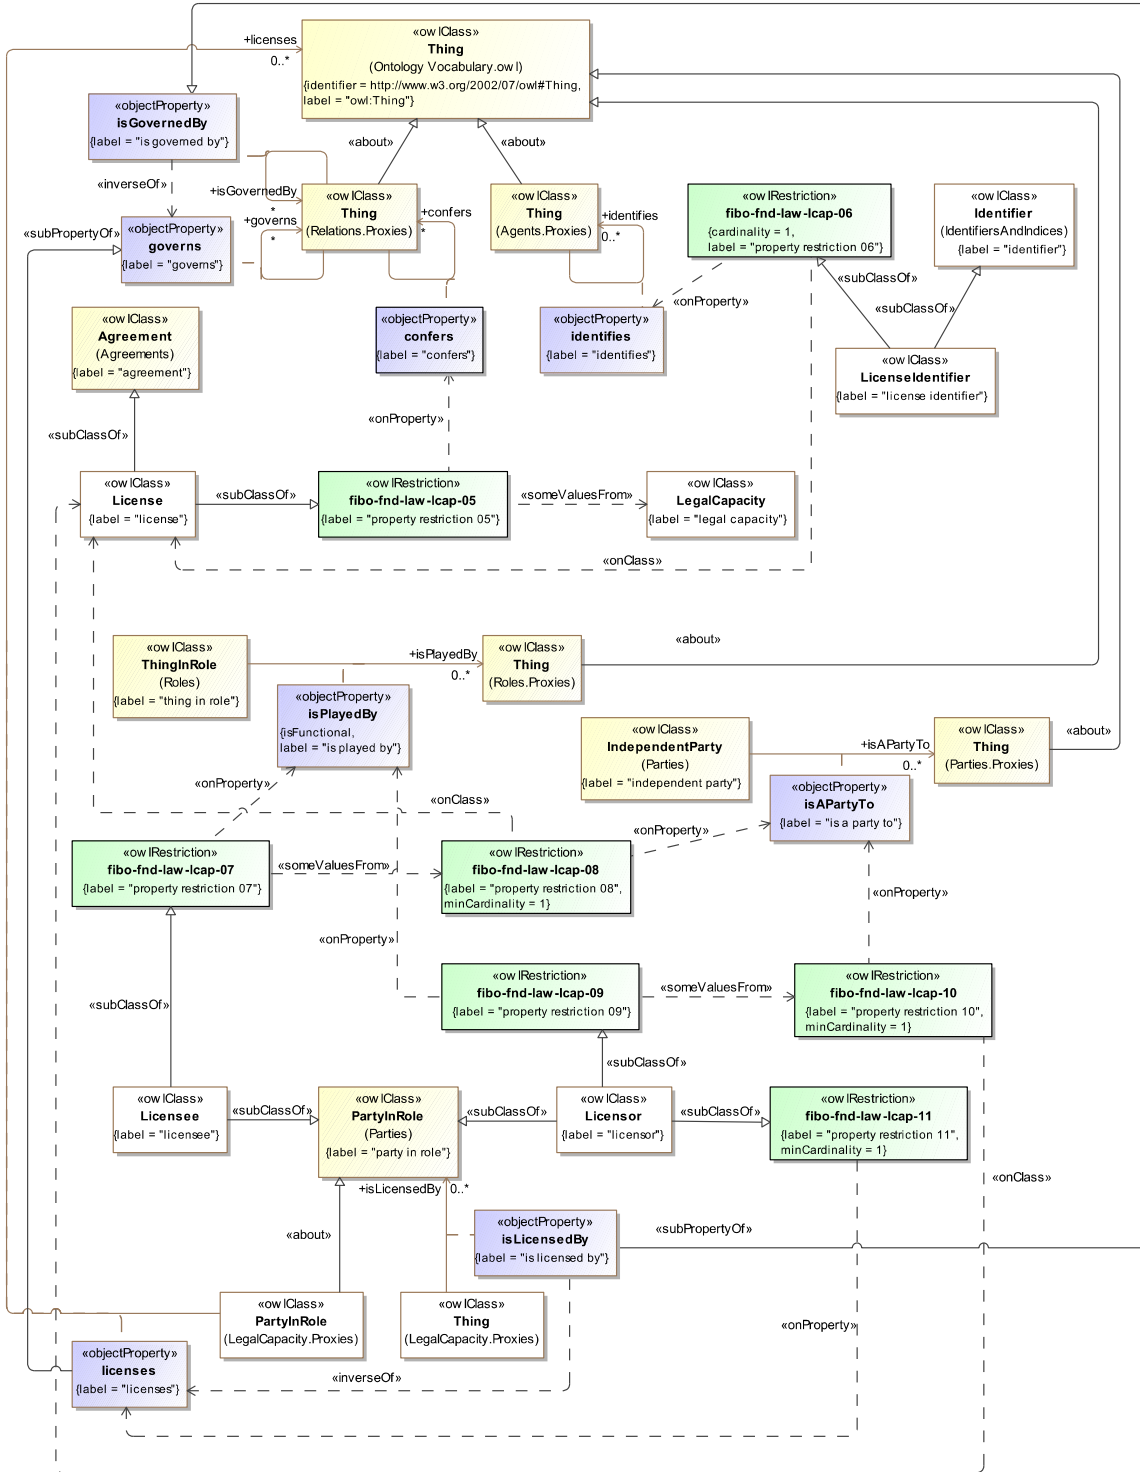 «owlClass»
Thing
(Ontology Vocabulary.owl)
{identifier = http://www.w3.org/2002/07/owl#Thing,
label = "owl:Thing"}
+licenses
0..*
«objectProperty»
isGovernedBy
{label = "is governed by"}
«about»
«about»
«inverseOf»
+isGovernedBy
*
+governs
*
«owlClass»
Thing
(Relations.Proxies)
+confers
*
«owlClass»
Thing
(Agents.Proxies)
+identifies
0..*
«owlRestriction»
fibo-fnd-law-lcap-06
{cardinality = 1,
label = "property restriction 06"}
«owlClass»
Identifier
(IdentifiersAndIndices)
{label = "identifier"}
«subPropertyOf»
«objectProperty»
governs
{label = "governs"}
«subClassOf»
«subClassOf»
«onProperty»
«owlClass»
Agreement
(Agreements)
{label = "agreement"}
«objectProperty»
confers
{label = "confers"}
«objectProperty»
identifies
{label = "identifies"}
«owlClass»
LicenseIdentifier
{label = "license identifier"}
«onProperty»
«subClassOf»
«owlClass»
License
{label = "license"}
«subClassOf»
«owlRestriction»
fibo-fnd-law-lcap-05
{label = "property restriction 05"}
«someValuesFrom»
«owlClass»
LegalCapacity
{label = "legal capacity"}
«onClass»
«owlClass»
ThingInRole
(Roles)
{label = "thing in role"}
+isPlayedBy
0..*
«owlClass»
Thing
(Roles.Proxies)
«about»
«objectProperty»
isPlayedBy
{isFunctional,
label = "is played by"}
«owlClass»
IndependentParty
(Parties)
{label = "independent party"}
+isAPartyTo
0..*
«owlClass»
Thing
(Parties.Proxies)
«about»
«objectProperty»
isAPartyTo
{label = "is a party to"}
«onProperty»
«onClass»
«onProperty»
«owlRestriction»
fibo-fnd-law-lcap-07
{label = "property restriction 07"}
«someValuesFrom»
«owlRestriction»
fibo-fnd-law-lcap-08
{label = "property restriction 08",
minCardinality = 1}
«onProperty»
«onProperty»
«subClassOf»
«owlRestriction»
fibo-fnd-law-lcap-09
{label = "property restriction 09"}
«someValuesFrom»
«owlRestriction»
fibo-fnd-law-lcap-10
{label = "property restriction 10",
minCardinality = 1}
«subClassOf»
«owlClass»
Licensee
{label = "licensee"}
«subClassOf»
«owlClass»
PartyInRole
(Parties)
{label = "party in role"}
«subClassOf»
«owlClass»
Licensor
{label = "licensor"}
«subClassOf»
«owlRestriction»
fibo-fnd-law-lcap-11
{label = "property restriction 11",
minCardinality = 1}
«onClass»
+isLicensedBy
0..*
«about»
«objectProperty»
isLicensedBy
{label = "is licensed by"}
«subPropertyOf»
«owlClass»
PartyInRole
(LegalCapacity.Proxies)
«owlClass»
Thing
(LegalCapacity.Proxies)
«onProperty»
«objectProperty»
licenses
{label = "licenses"}
«inverseOf»